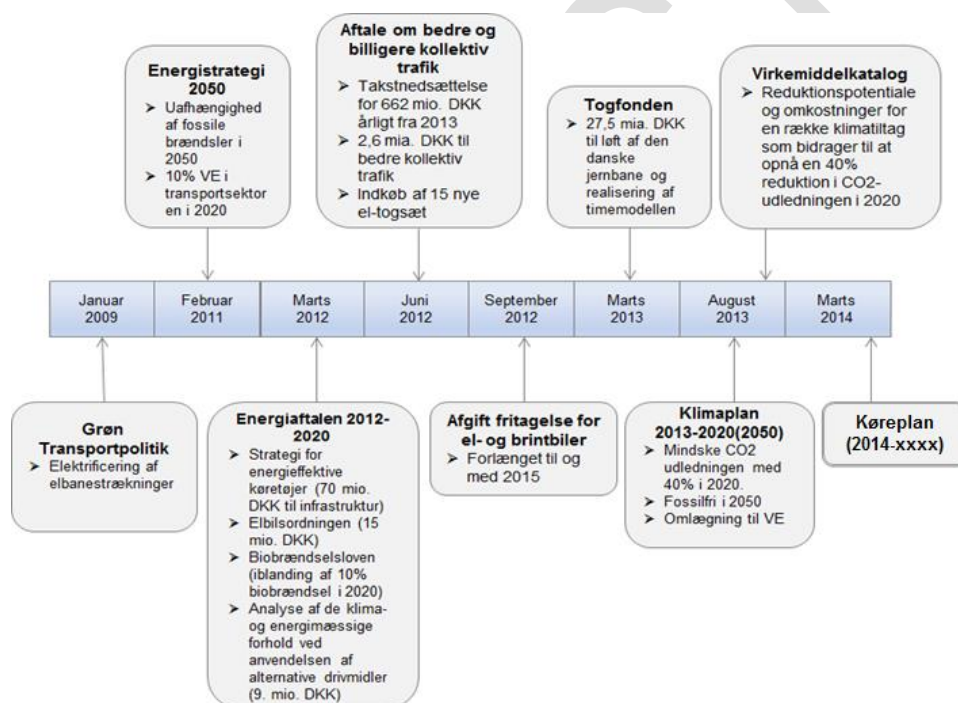 Energistrategi
2050
➤ Uafhængighed
af fossile
brændsler i
2050
➤ 10% VE i
transportsektor
en i 2020
Aftale om bedre og
billigere kollektiv
trafik
➤ Takstnedsættelse
for 662 mio. DKK
årligt fra 2013
➤ 2,6 mia. DKK til
bedre kollektiv
trafik
➤ Indkøb af 15 nye
el-togsæt
Togfonden
➤ 27,5 mia. DKK
til løft af den
danske
jernbane og
realisering af
timemodellen
Virkemiddelkatalog
➤ Reduktionspotentiale
og omkostninger for
en række klimatiltag
som bidrager til at
opnå en 40%
reduktion i CO2-
udledningen i 2020
Januar
2009
Februar
2011
Marts
2012
Juni
2012
September
2012
Marts
2013
August
2013
Marts
2014
Grøn
Transportpolitik
➤ Elektrificering af
elbanestrækninger
Energiaftalen 2012-
2020
➤ Strategi for
energieffektive
køretøjer (70 mio.
DKK til infrastruktur)
➤ Elbilsordningen (15
mio. DKK)
➤ Biobrændselsloven
(iblanding af 10%
biobrændsel i 2020)
➤ Analyse af de klima-
og energimæssige
forhold ved
anvendelsen af
alternative drivmidler
(9. mio. DKK)
Afgift fritagelse for
el- og brintbiler
➤ Forlænget til og
med 2015
Klimaplan
2013-2020(2050)
➤ Mindske CO2
udledningen med
40% i 2020.
➤ Fossilfri i 2050
➤ Omlægning til VE
Køreplan
(2014-xxxx)